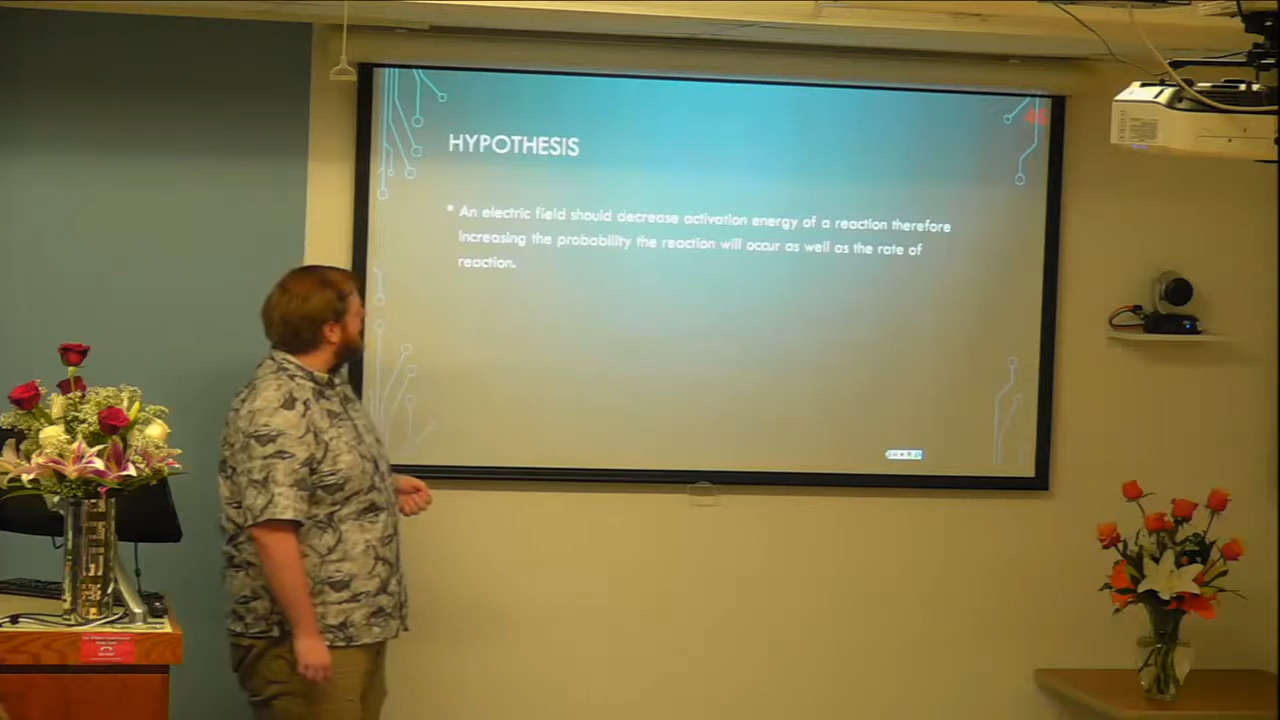 HYPOTHESIS
* An electric field should decrease activation energy of a reaction therefore
increasing the probability the reaction will occur as well as the rate of
reaction.